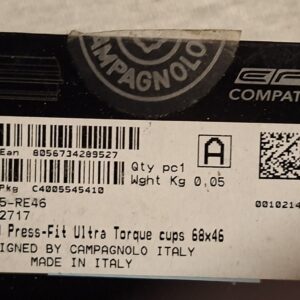 CAMPAGNOLO
EPS
COMPAT
Ean 8056734289527
Pkg C4005545410
Qty pc1
Wght Kg 0,05
A
5-RE46
2717
0010214
Press-Fit Ultra Torque cups 68x46
IGNED BY CAMPAGNOLO ITALY
MADE IN ITALY